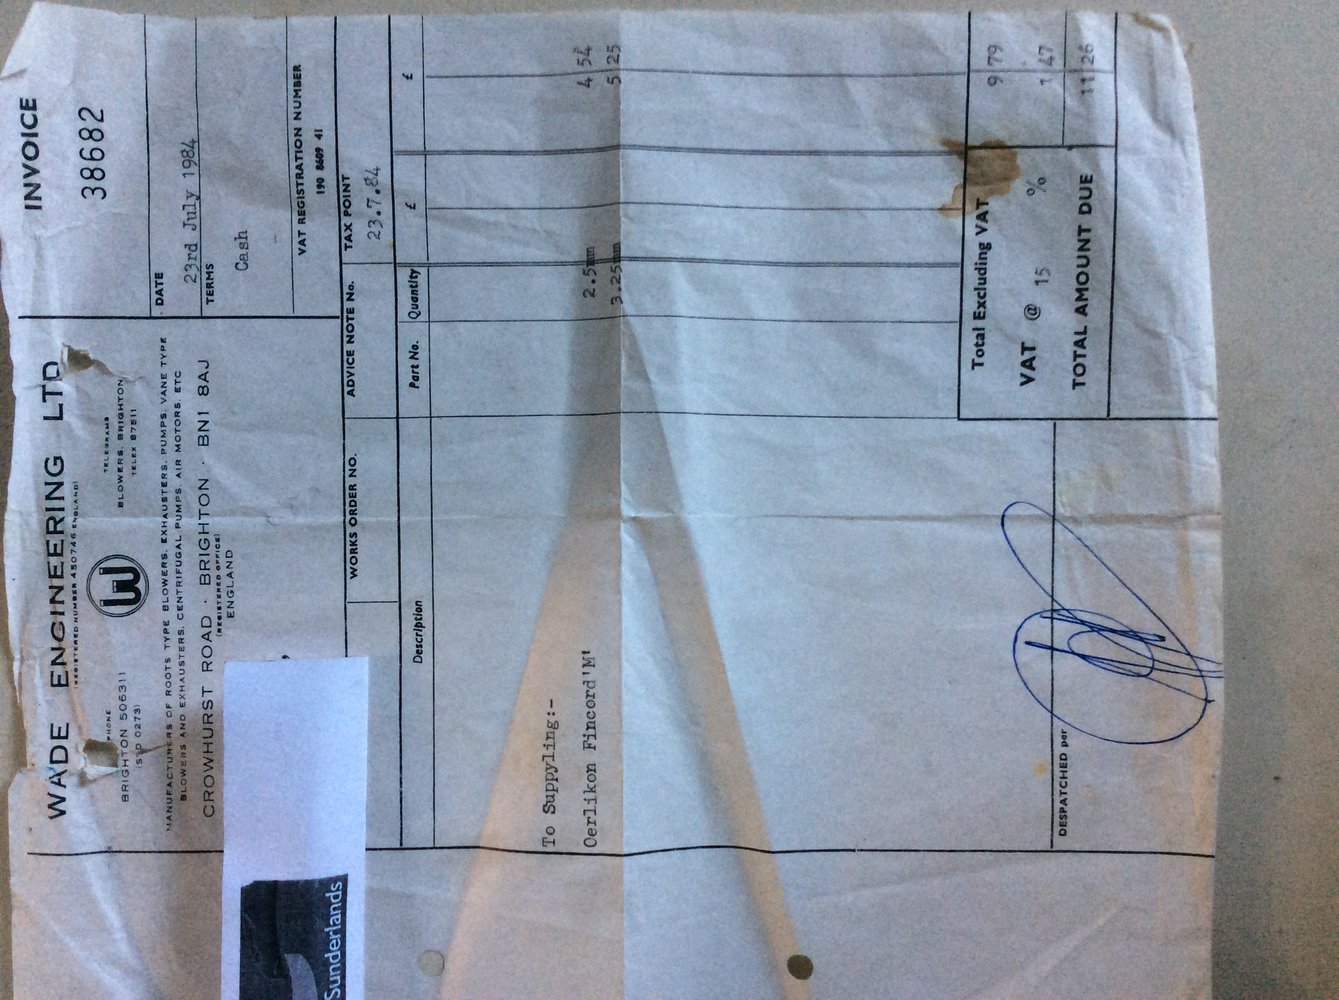 INVOICE
38682
WADE ENGINEERING LTD
(REGISTERED NUMBER 450746 ENGLAND)
PHONE
BRIGHTON 506311
(STD 0273)
W
TELEGRAMS
BLOWERS, BRIGHTON
TELEX 87511
MANUFACTURERS OF ROOTS TYPE BLOWERS, EXHAUSTERS, PUMPS, VANE TYPE
BLOWERS AND EXHAUSTERS, CENTRIFUGAL PUMPS, AIR MOTORS, ETC
CROWHURST ROAD · BRIGHTON · BN1 8AJ
(REGISTERED OFFICE)
ENGLAND
DATE
23rd July 1984
TERMS
Cash
VAT REGISTRATION NUMBER
190 8609 41
Sunderlands
WORKS ORDER NO.
ADVICE NOTE No.
TAX POINT
23.7.84
Description Part No. Quantity £ £
To Suppyling:-
Oerlikon Fincord'M' 2.5mm 4 54
3.25mm 5 25
Total Excluding VAT 9 79
VAT @ 15 % 1 47
TOTAL AMOUNT DUE 11 26
DESPATCHED per